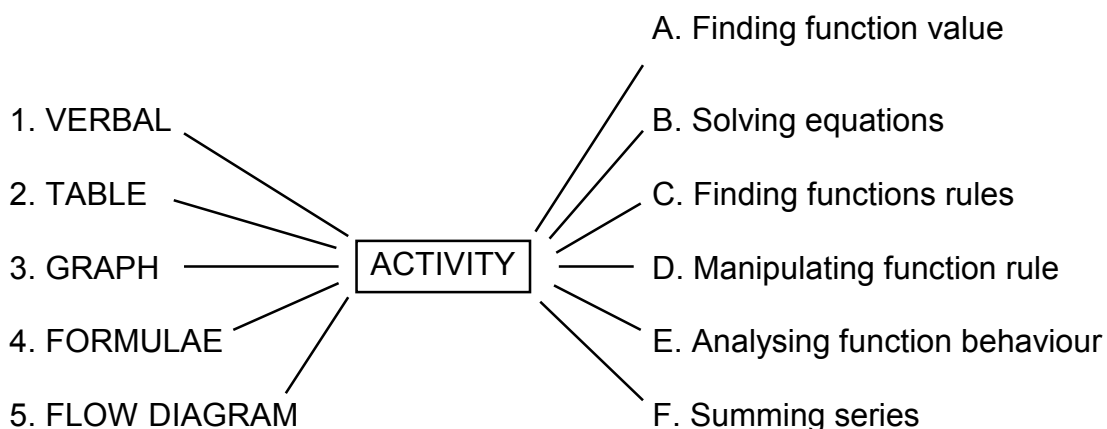 A. Finding function value
1. VERBAL
B. Solving equations
2. TABLE
C. Finding functions rules
3. GRAPH
ACTIVITY
D. Manipulating function rule
4. FORMULAE
E. Analysing function behaviour
5. FLOW DIAGRAM
F. Summing series